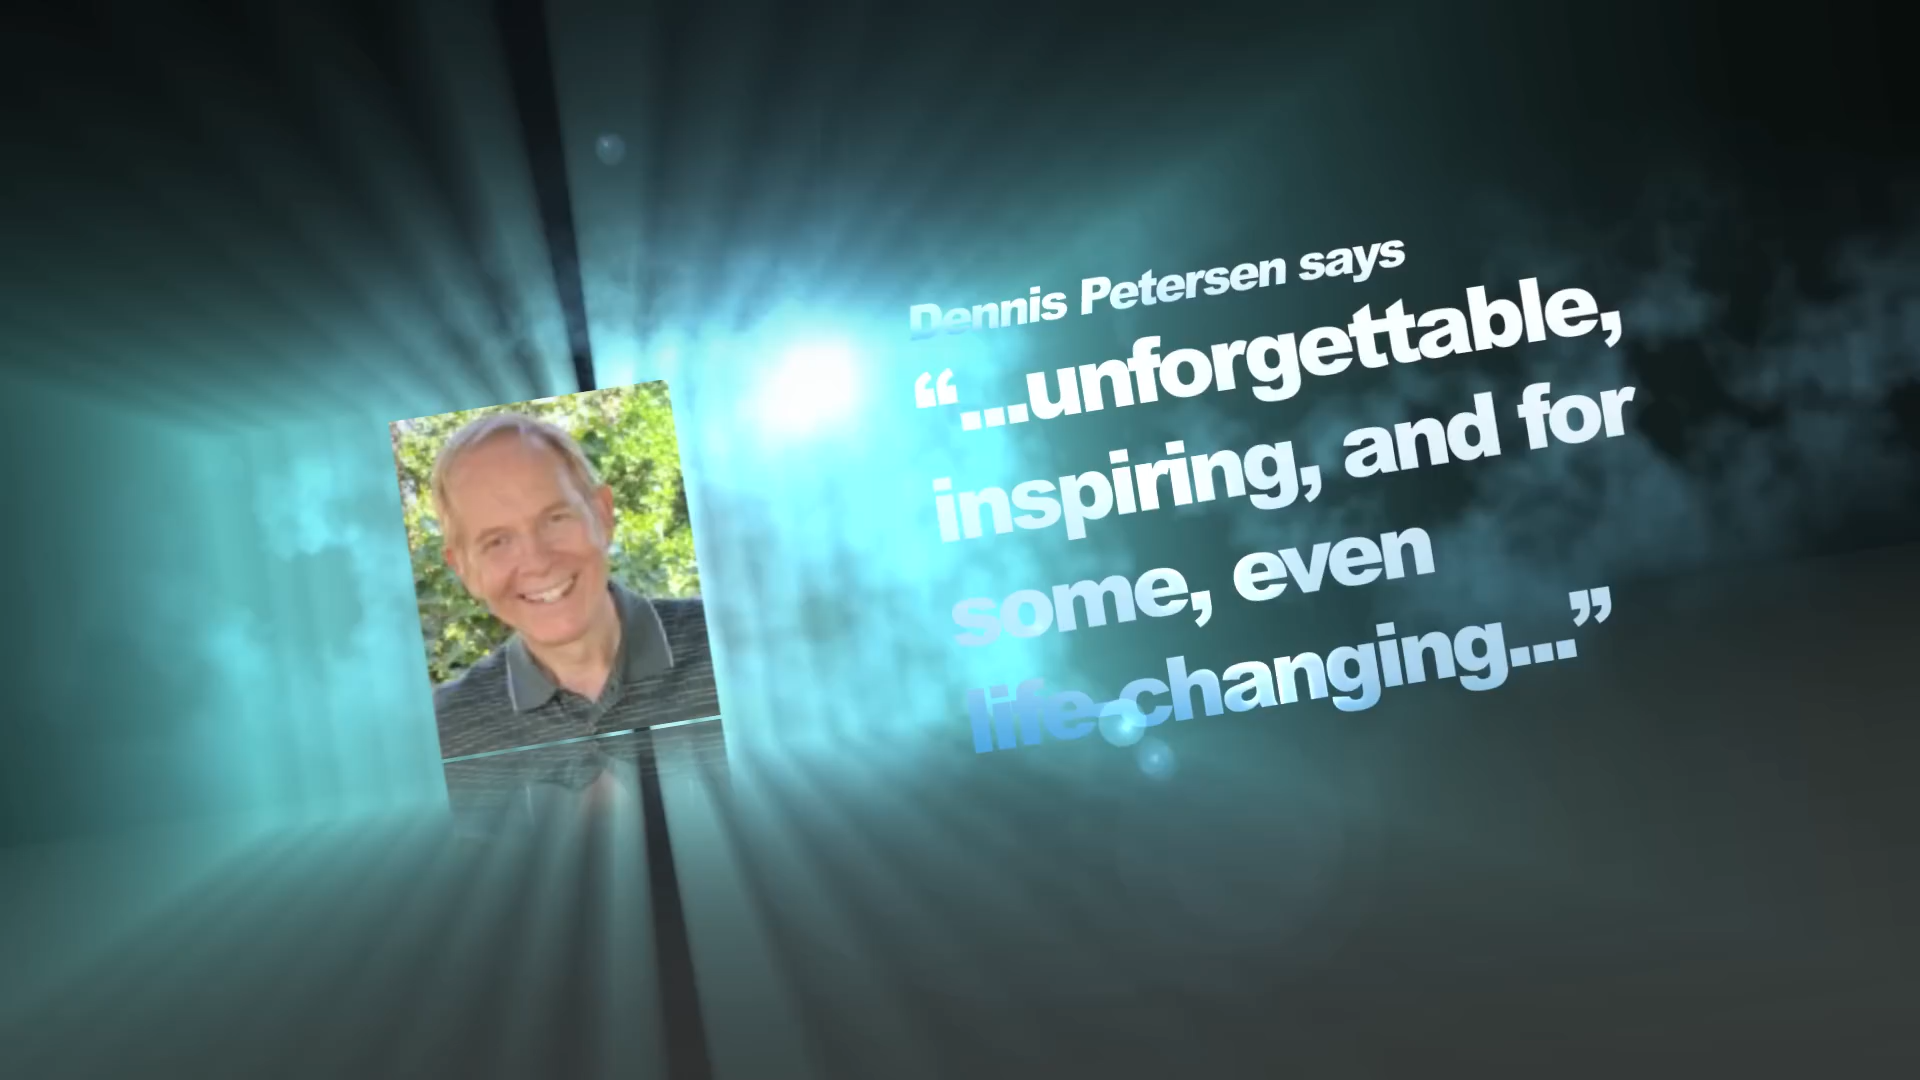 Dennis Petersen says
“...unforgettable,
inspiring, and for
some, even
life-changing...”